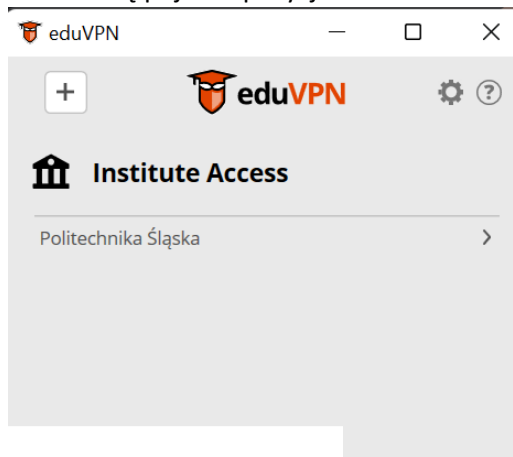 eduVPN
+
eduVPN
?
Institute Access
Politechnika Śląska